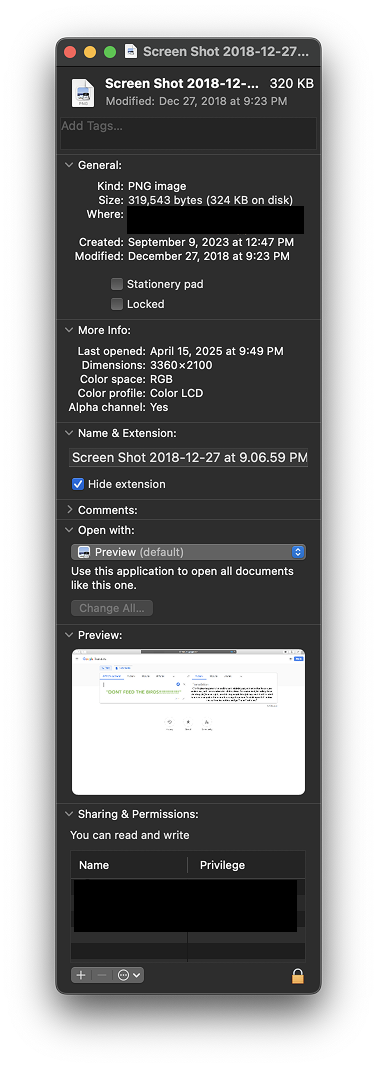 Screen Shot 2018-12-27...
Screen Shot 2018-12-... 320 KB
Modified: Dec 27, 2018 at 9:23 PM
Add Tags...
General:
Kind: PNG image
Size: 319,543 bytes (324 KB on disk)
Where:
Created: September 9, 2023 at 12:47 PM
Modified: December 27, 2018 at 9:23 PM
Stationery pad
Locked
More Info:
Last opened: April 15, 2025 at 9:49 PM
Dimensions: 3360×2100
Color space: RGB
Color profile: Color LCD
Alpha channel: Yes
Name & Extension:
Screen Shot 2018-12-27 at 9.06.59 PM
Hide extension
Comments:
Open with:
Preview (default)
Use this application to open all documents
like this one.
Change All...
Preview:
"DONT FEED THE BIRDS!
Sharing & Permissions:
You can read and write
Name Privilege